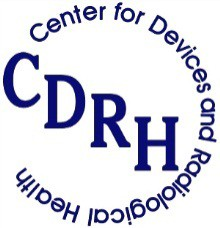 CDRH
Center for Devices and Radiological Health